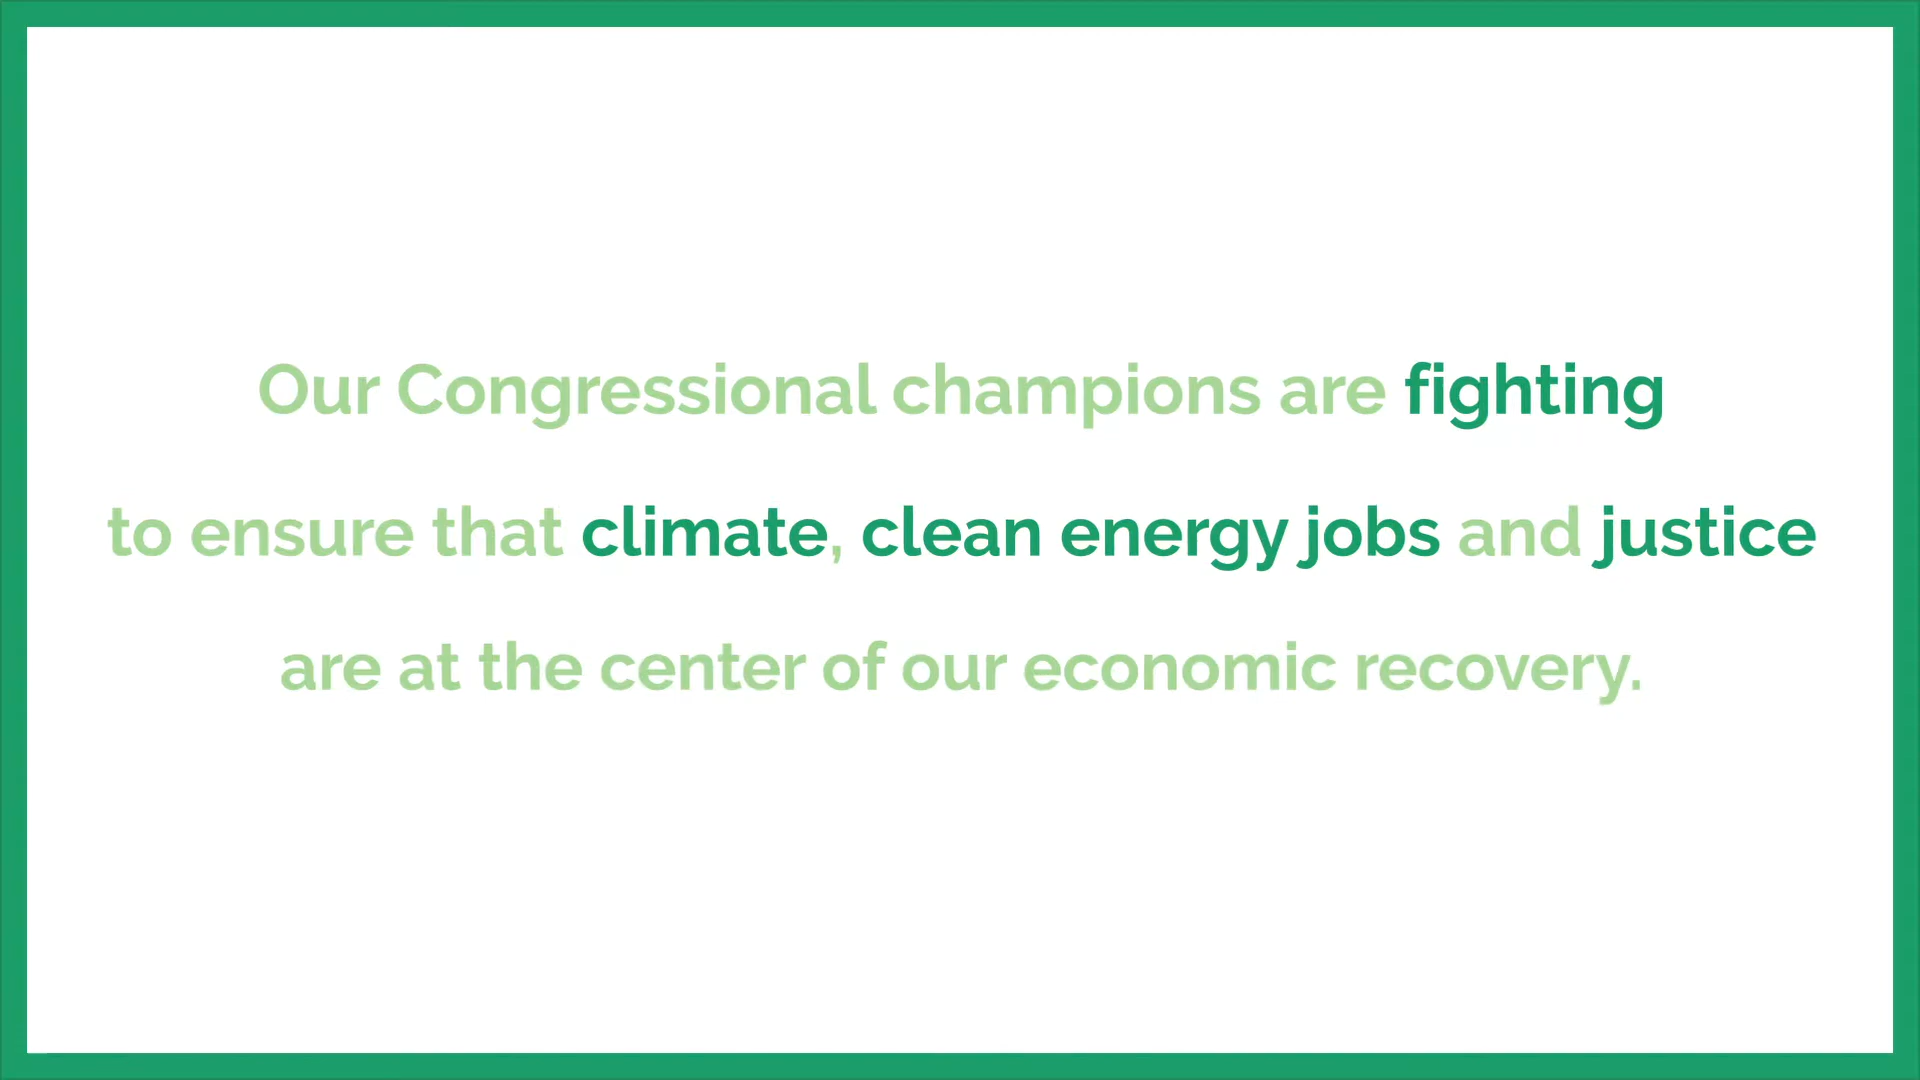 Our Congressional champions are fighting
to ensure that climate, clean energy jobs and justice
are at the center of our economic recovery.